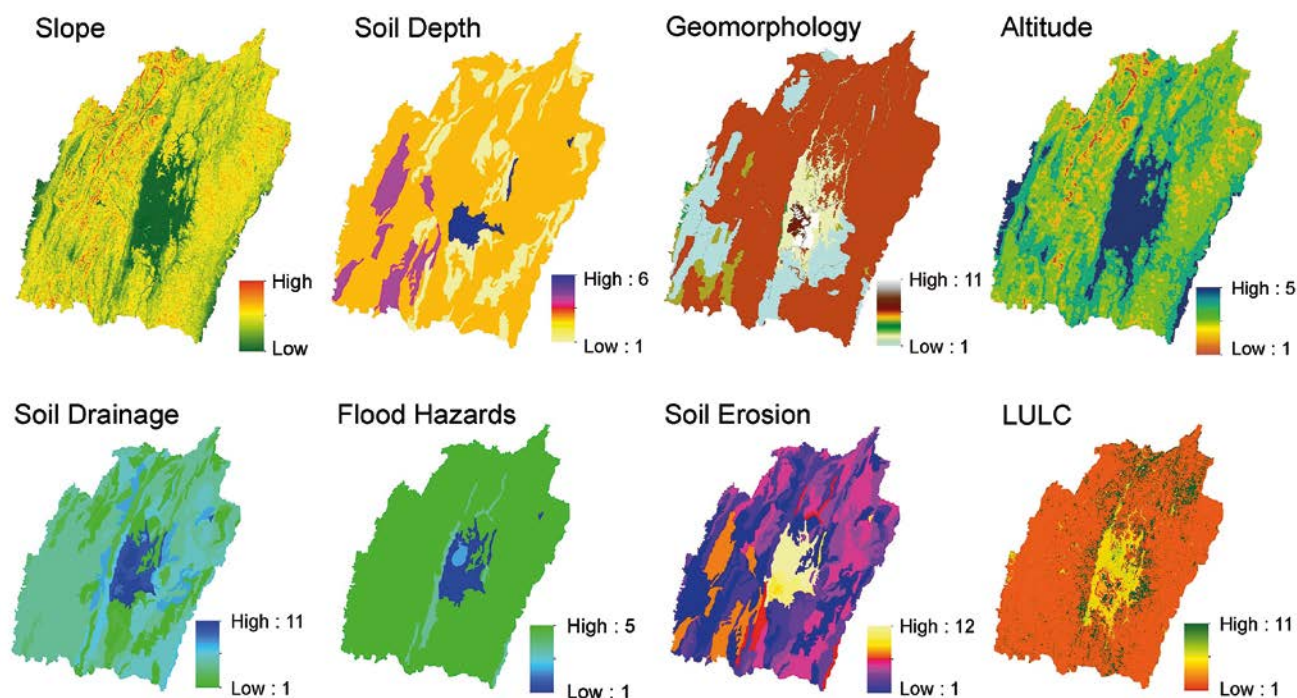 Slope
Soil Depth
Geomorphology
Altitude
High
Low
High : 6
Low : 1
High : 11
Low : 1
High : 5
Low : 1
Soil Drainage
Flood Hazards
Soil Erosion
LULC
High : 11
Low : 1
High : 5
Low : 1
High : 12
Low : 1
High : 11
Low : 1